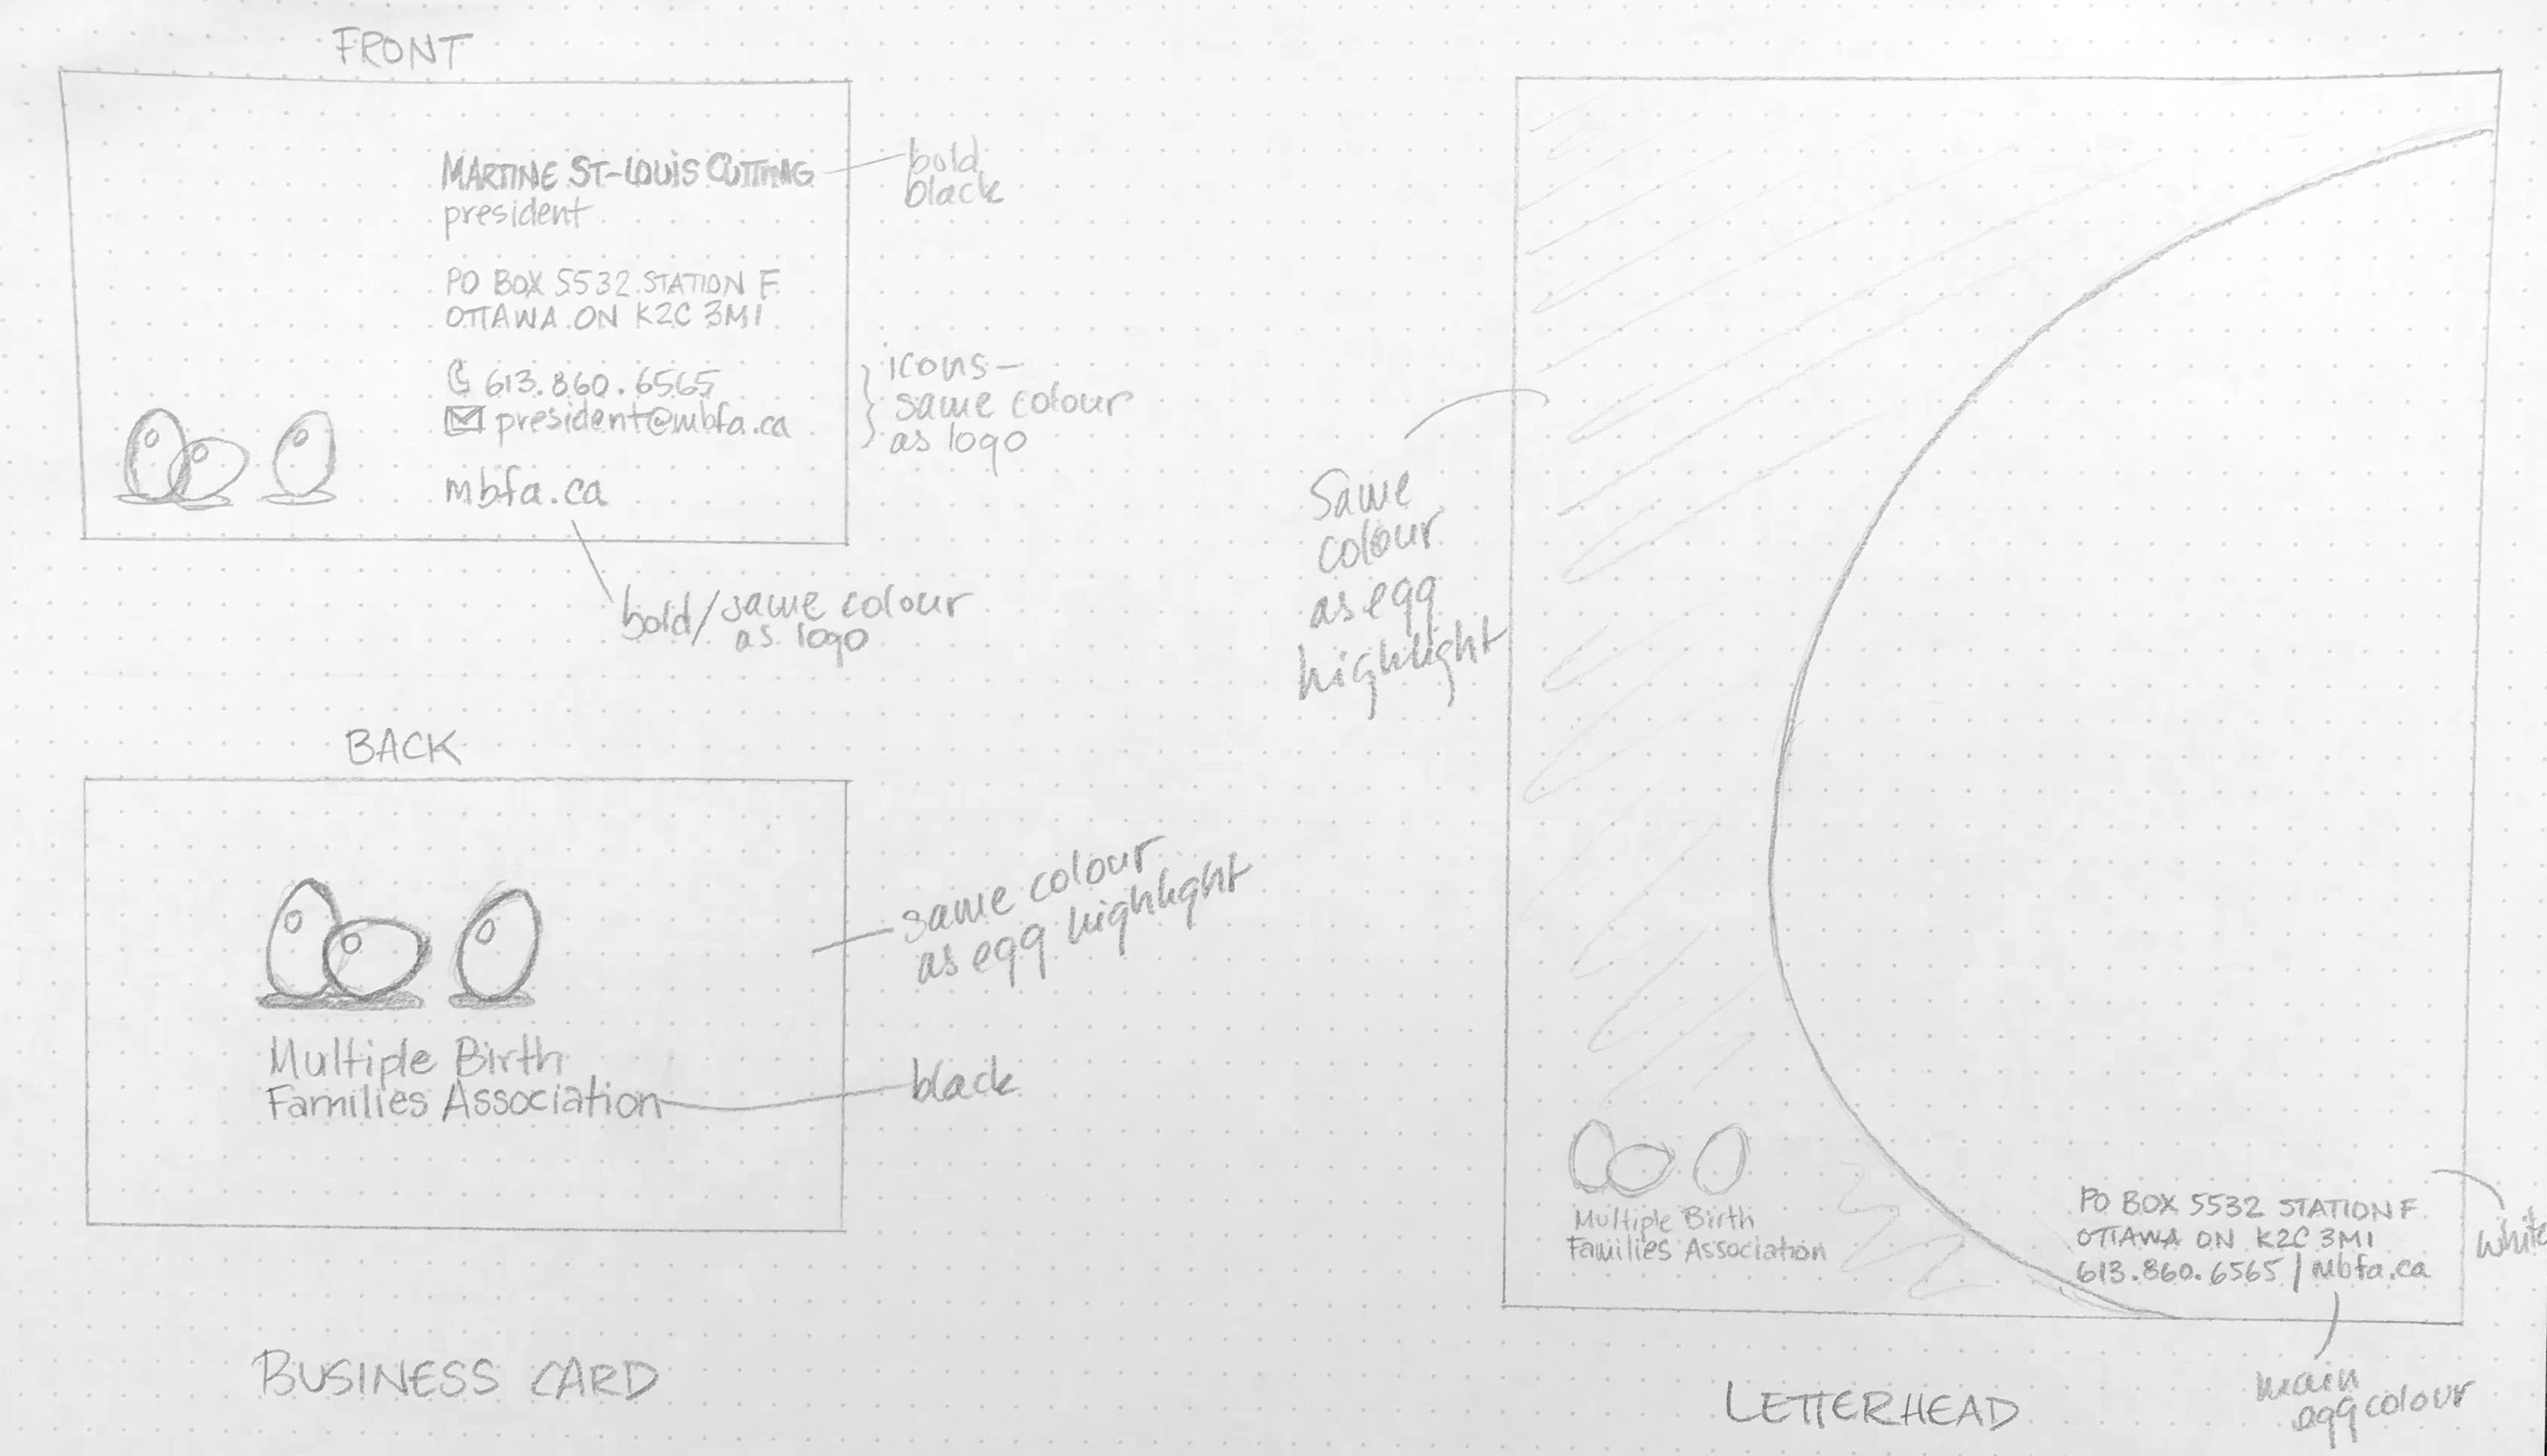 FRONT
MARTINE ST-LOUIS CUTTING
president
PO BOX 5532 STATION F
OTTAWA ON K2C 3M1
613.860.6565
president@mbfa.ca
mbfa.ca
bold
black
icons—
same colour
as logo
bold/same colour
as logo
BACK
Multiple Birth
Families Association
same colour
as egg highlight
black
BUSINESS CARD
Same
colour
as egg
highlight
Multiple Birth
Families Association
PO BOX 5532 STATION F
OTTAWA ON K2C 3M1
613.860.6565 | mbfa.ca
white
main
egg colour
LETTERHEAD